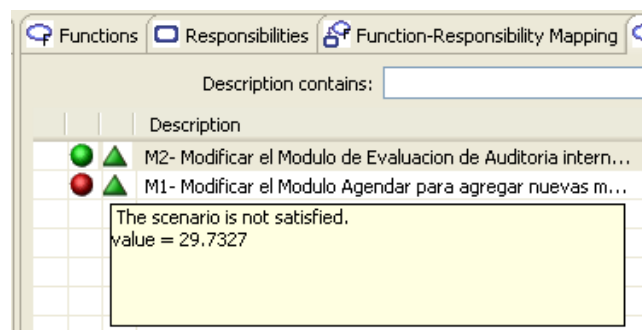 Functions Responsibilities Function-Responsibility Mapping
Description contains:
Description
M2- Modificar el Modulo de Evaluacion de Auditoria intern...
M1- Modificar el Modulo Agendar para agregar nuevas m...
The scenario is not satisfied.
value = 29.7327